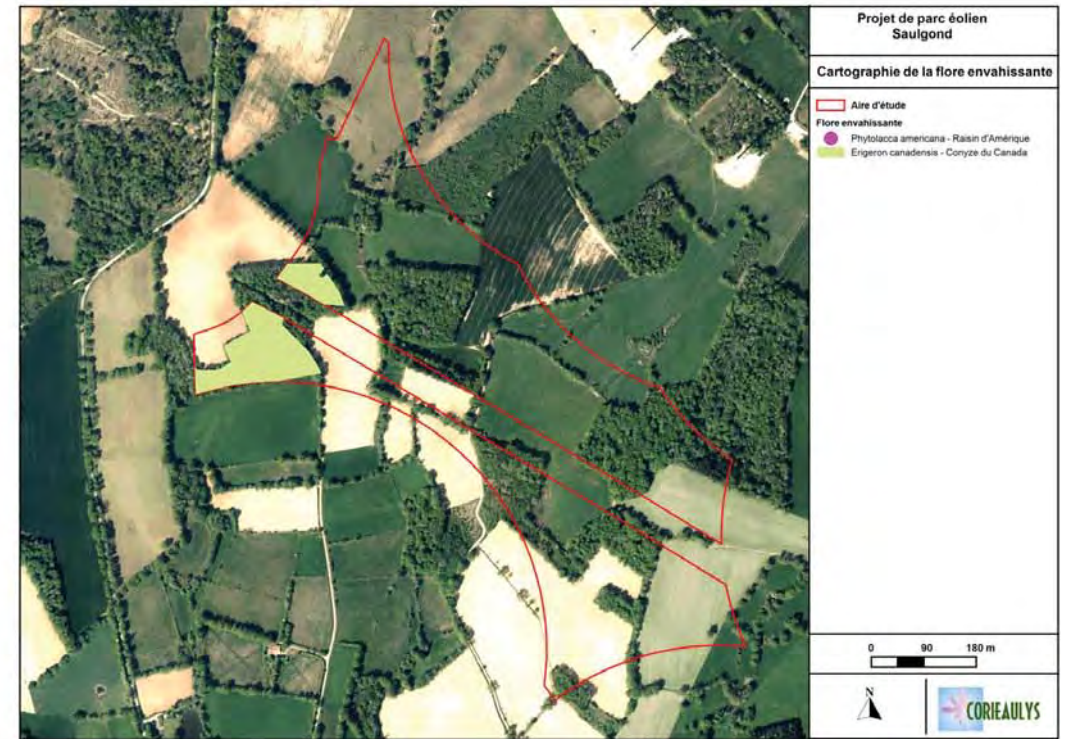 Projet de parc éolien
Saulgond
Cartographie de la flore envahissante
Aire d'étude
Flore envahissante
Phytolacca americana - Raisin d'Amérique
Erigeron canadensis - Conyze du Canada
0 90 180 m
N
CORIEAULYS